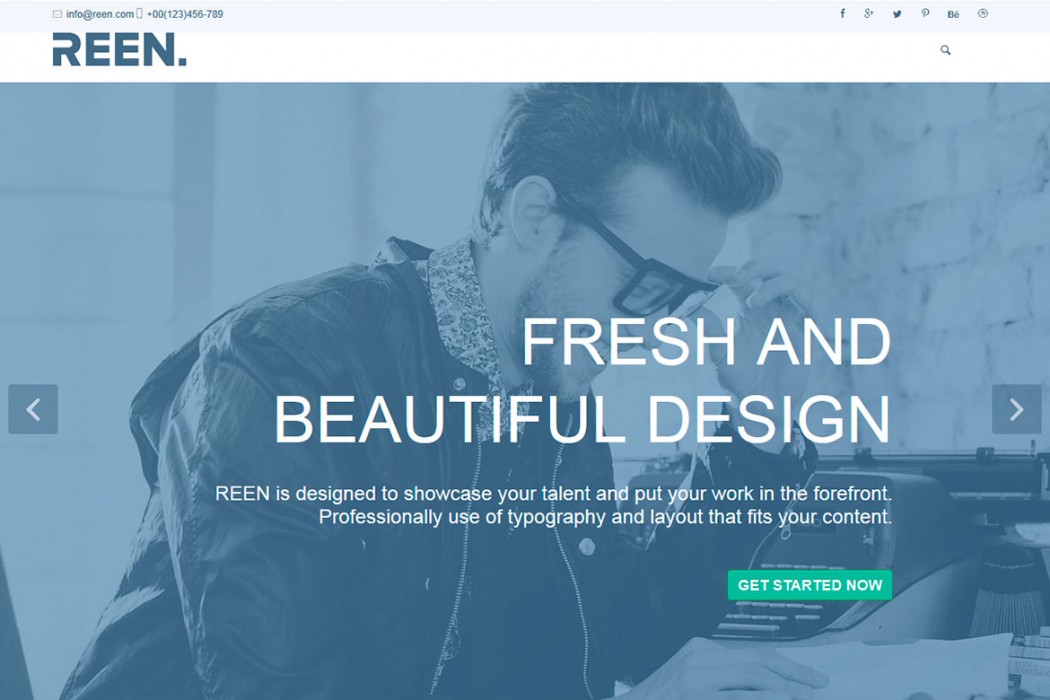 info@reen.com +00(123)456-789
REEN.
FRESH AND
BEAUTIFUL DESIGN
REEN is designed to showcase your talent and put your work in the forefront.
Professionally use of typography and layout that fits your content.
GET STARTED NOW